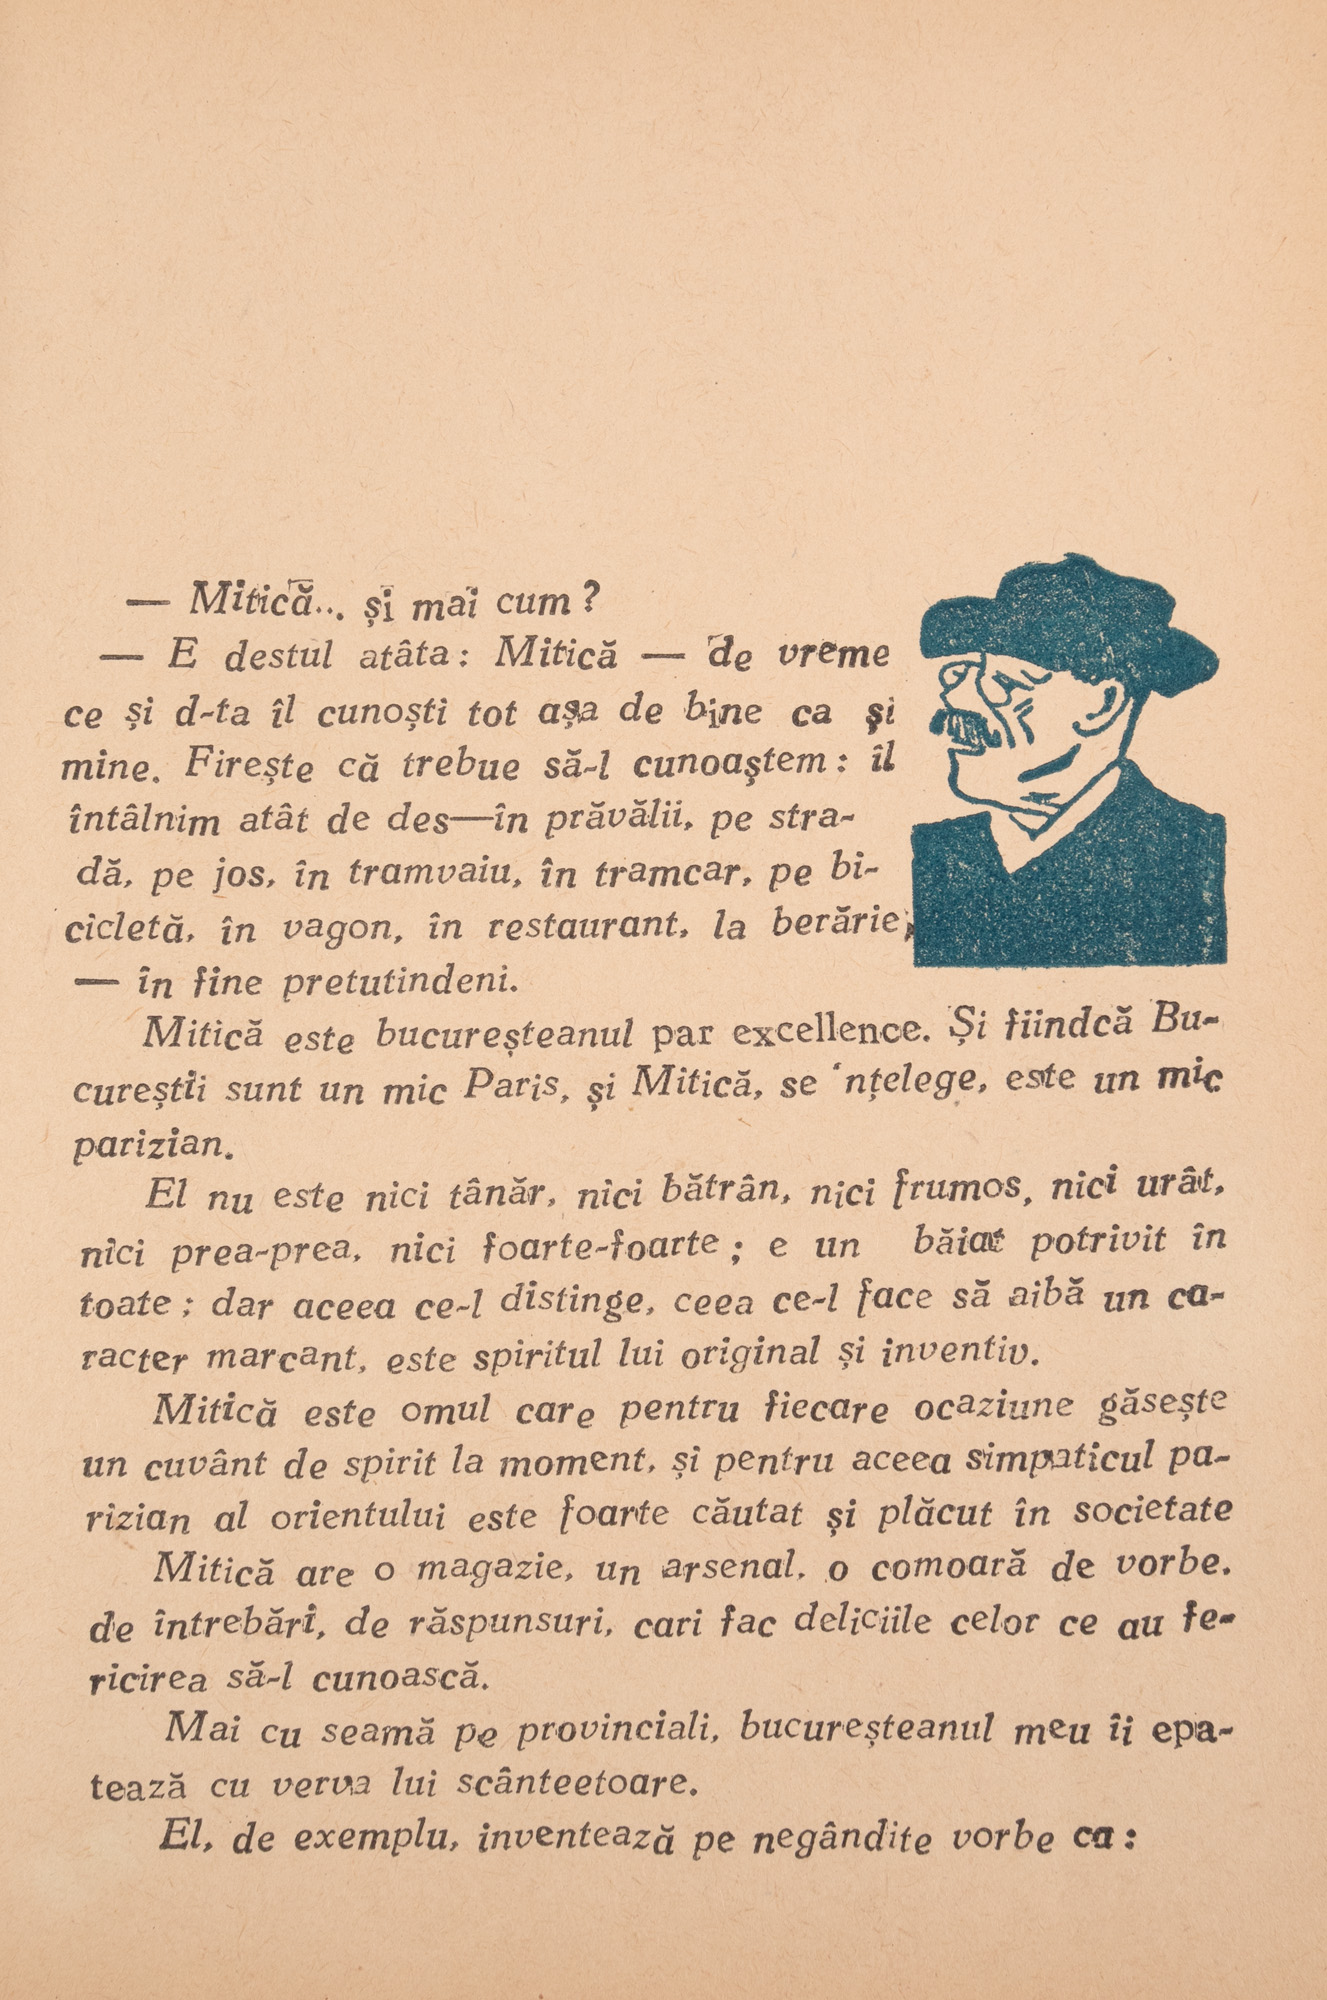 — Mitică... și mai cum ?
— E destul atâta : Mitică — de vreme
ce și d-ta îl cunoști tot așa de bine ca și
mine. Firește că trebue să-l cunoaștem : îl
întâlnim atât de des—în prăvălii, pe stra-
dă, pe jos, în tramvaiu, în tramcar, pe bi-
cicletă, în vagon, în restaurant, la berărie,
— în fine pretutindeni.
Mitică este bucureșteanul par excellence. Și fiindcă Bu-
cureștii sunt un mic Paris, și Mitică, se 'nțelege, este un mic
parizian.
El nu este nici tânăr, nici bătrân, nici frumos, nici urât,
nici prea-prea, nici foarte-foarte ; e un băiat potrivit în
toate ; dar aceea ce-l distinge, ceea ce-l face să aibă un ca-
racter marcant, este spiritul lui original și inventiv.
Mitică este omul care pentru fiecare ocaziune găsește
un cuvânt de spirit la moment, și pentru aceea simpaticul pa-
rizian al orientului este foarte căutat și plăcut în societate
Mitică are o magazie, un arsenal, o comoară de vorbe,
de întrebări, de răspunsuri, cari fac deliciile celor ce au fe-
ricirea să-l cunoască.
Mai cu seamă pe provinciali, bucureșteanul meu îi epa-
tează cu verva lui scânteetoare.
El, de exemplu, inventează pe negândite vorbe ca :